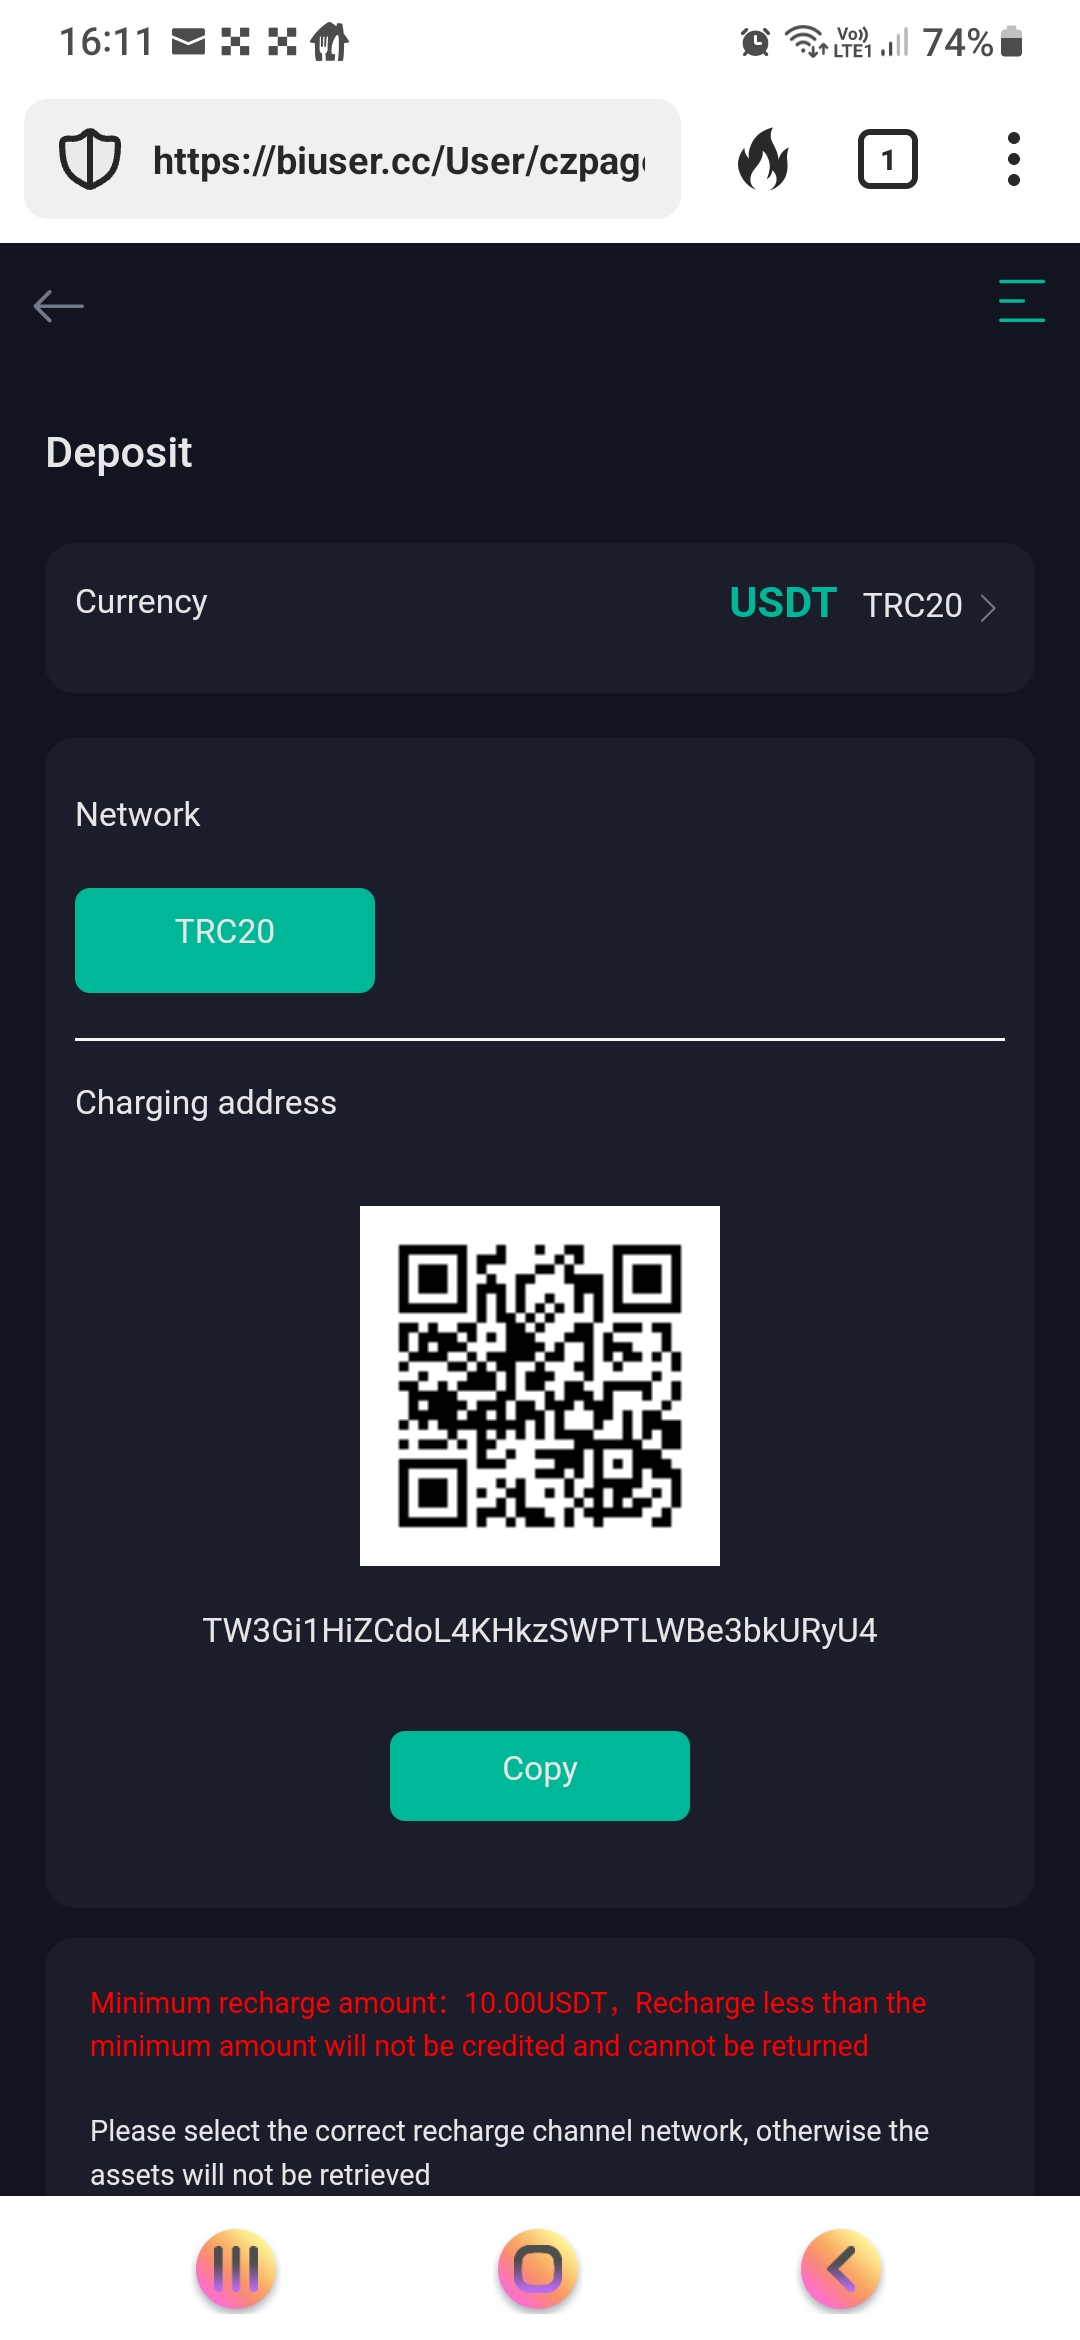 16:11
Vo))
LTE1
74%
https://biuser.cc/User/czpag
1
Deposit
Currency
USDT TRC20
Network
TRC20
Charging address
TW3Gi1HiZCdoL4KHkzSWPTLWBe3bkURyU4
Copy
Minimum recharge amount：10.00USDT，Recharge less than the
minimum amount will not be credited and cannot be returned
Please select the correct recharge channel network, otherwise the
assets will not be retrieved